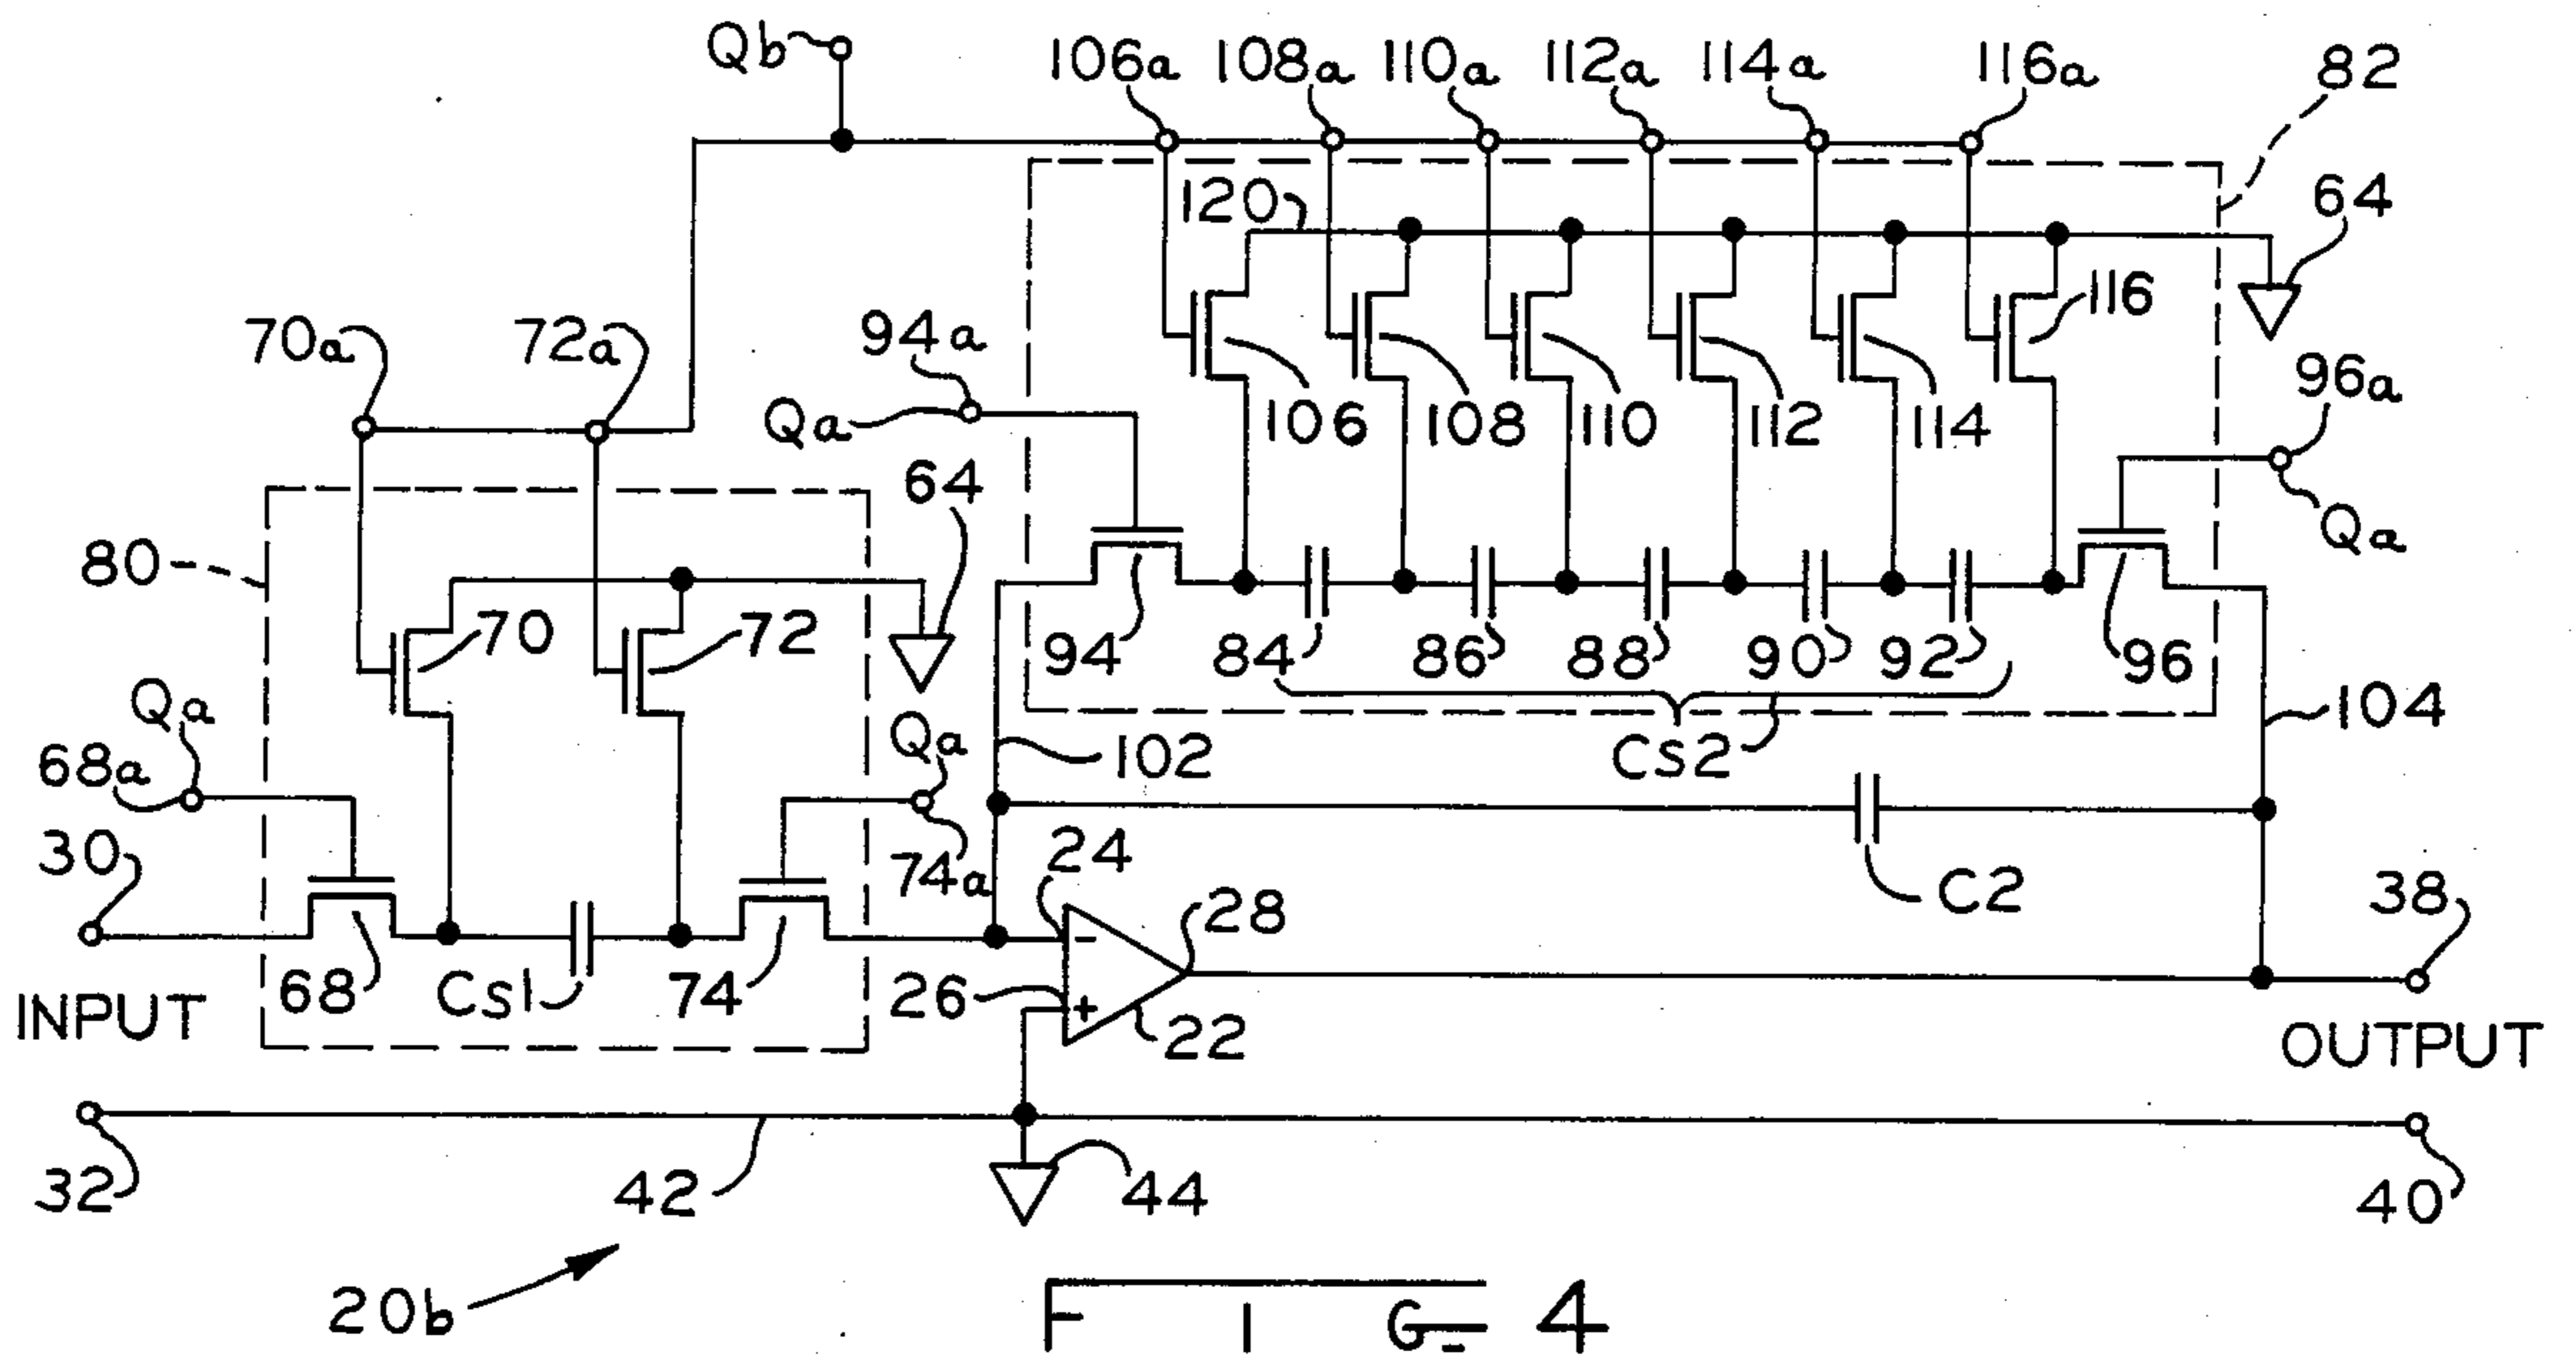 Qb
106a 108a 110a 112a 114a 116a 82
120 64
70a 72a 94a 116
Qa 106 108 110 112 114 96a
80 64 Qa
70 72 94 84 86 88 90 92 96
Qa Qa 102 Cs2 104
68a
30 74a 24 C2 38
68 Cs1 74 26 - + 28 22
INPUT OUTPUT
32 42 44 40
20b
FIG_ 4